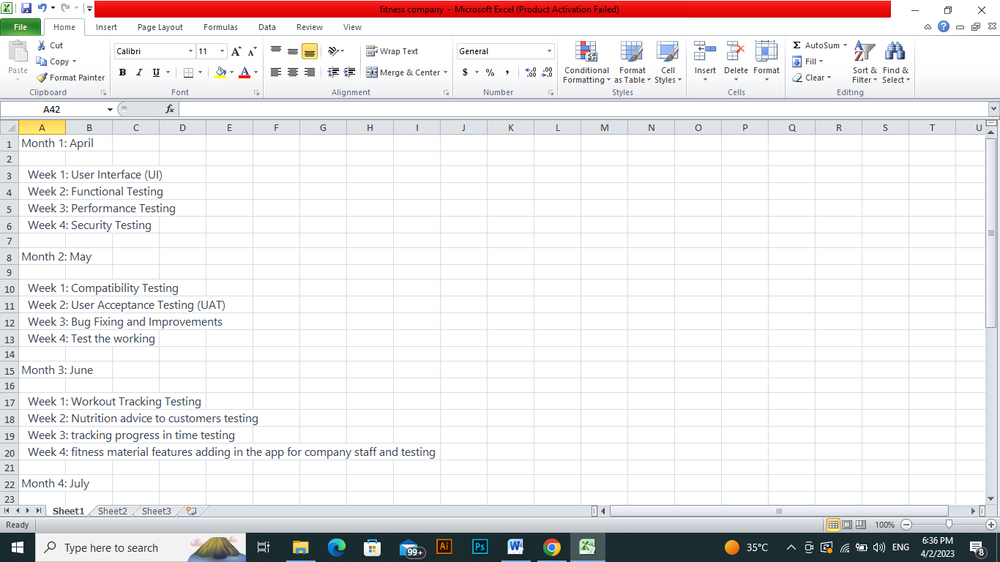 fitness company - Microsoft Excel (Product Activation Failed)
File Home Insert Page Layout Formulas Data Review View
Paste
Cut
Copy
Format Painter
Clipboard
Calibri 11
B I U
Font
Wrap Text
Merge & Center
Alignment
General
$ % ,
Number
Conditional Formatting
Format as Table
Cell Styles
Styles
Insert Delete Format
Cells
AutoSum
Fill
Clear
Sort & Filter
Find & Select
Editing
A42 fx
A B C D E F G H I J K L M N O P Q R S T U
1 Month 1: April
2
3 Week 1: User Interface (UI)
4 Week 2: Functional Testing
5 Week 3: Performance Testing
6 Week 4: Security Testing
7
8 Month 2: May
9
10 Week 1: Compatibility Testing
11 Week 2: User Acceptance Testing (UAT)
12 Week 3: Bug Fixing and Improvements
13 Week 4: Test the working
14
15 Month 3: June
16
17 Week 1: Workout Tracking Testing
18 Week 2: Nutrition advice to customers testing
19 Week 3: tracking progress in time testing
20 Week 4: fitness material features adding in the app for company staff and testing
21
22 Month 4: July
23
Sheet1 Sheet2 Sheet3
Ready 100%
Type here to search 99+ Ai Ps W 35°C ENG 6:36 PM
4/2/2023 8